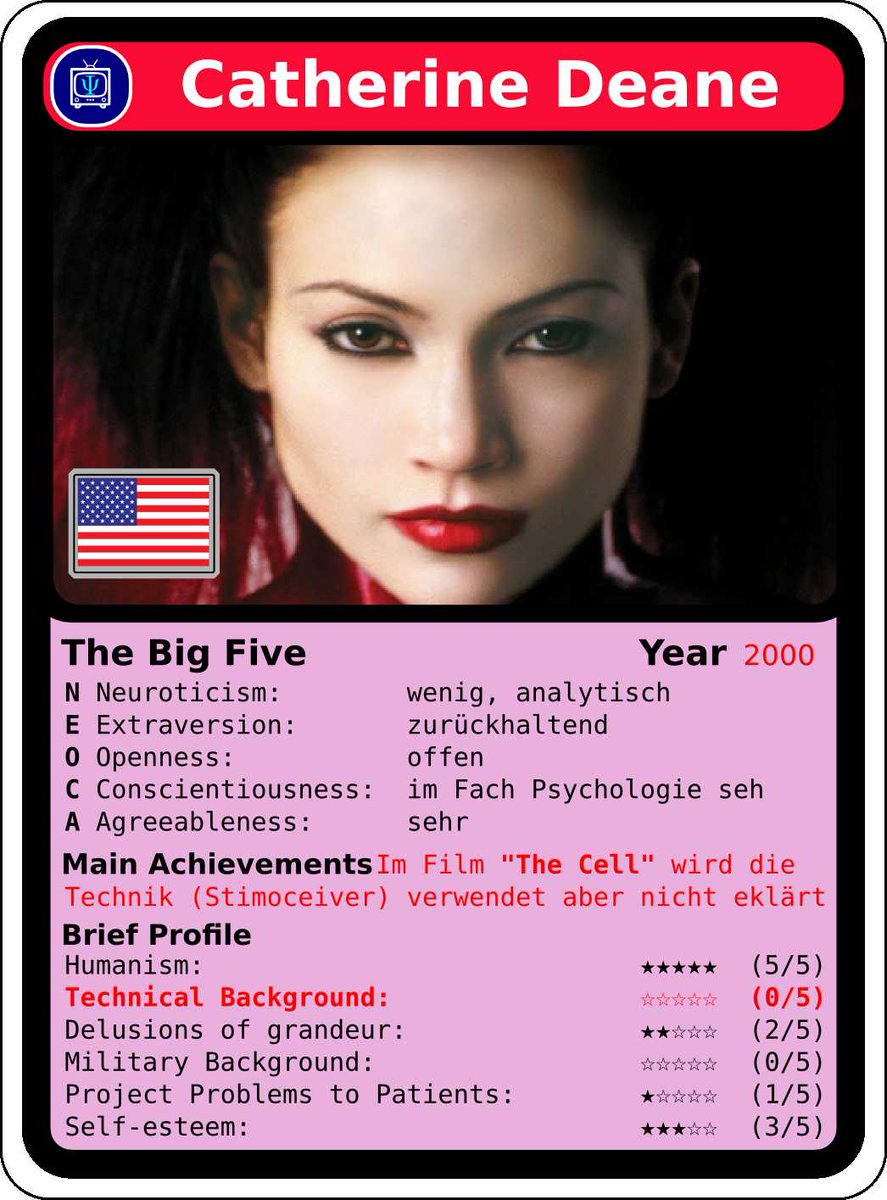 Catherine Deane
The Big Five Year 2000
N Neuroticism: wenig, analytisch
E Extraversion: zurückhaltend
O Openness: offen
C Conscientiousness: im Fach Psychologie seh
A Agreeableness: sehr
Main Achievements Im Film "The Cell" wird die
Technik (Stimoceiver) verwendet aber nicht eklärt
Brief Profile
Humanism: ★★★★★ (5/5)
Technical Background: ☆☆☆☆☆ (0/5)
Delusions of grandeur: ★★☆☆☆ (2/5)
Military Background: ☆☆☆☆☆ (0/5)
Project Problems to Patients: ★☆☆☆☆ (1/5)
Self-esteem: ★★★☆☆ (3/5)